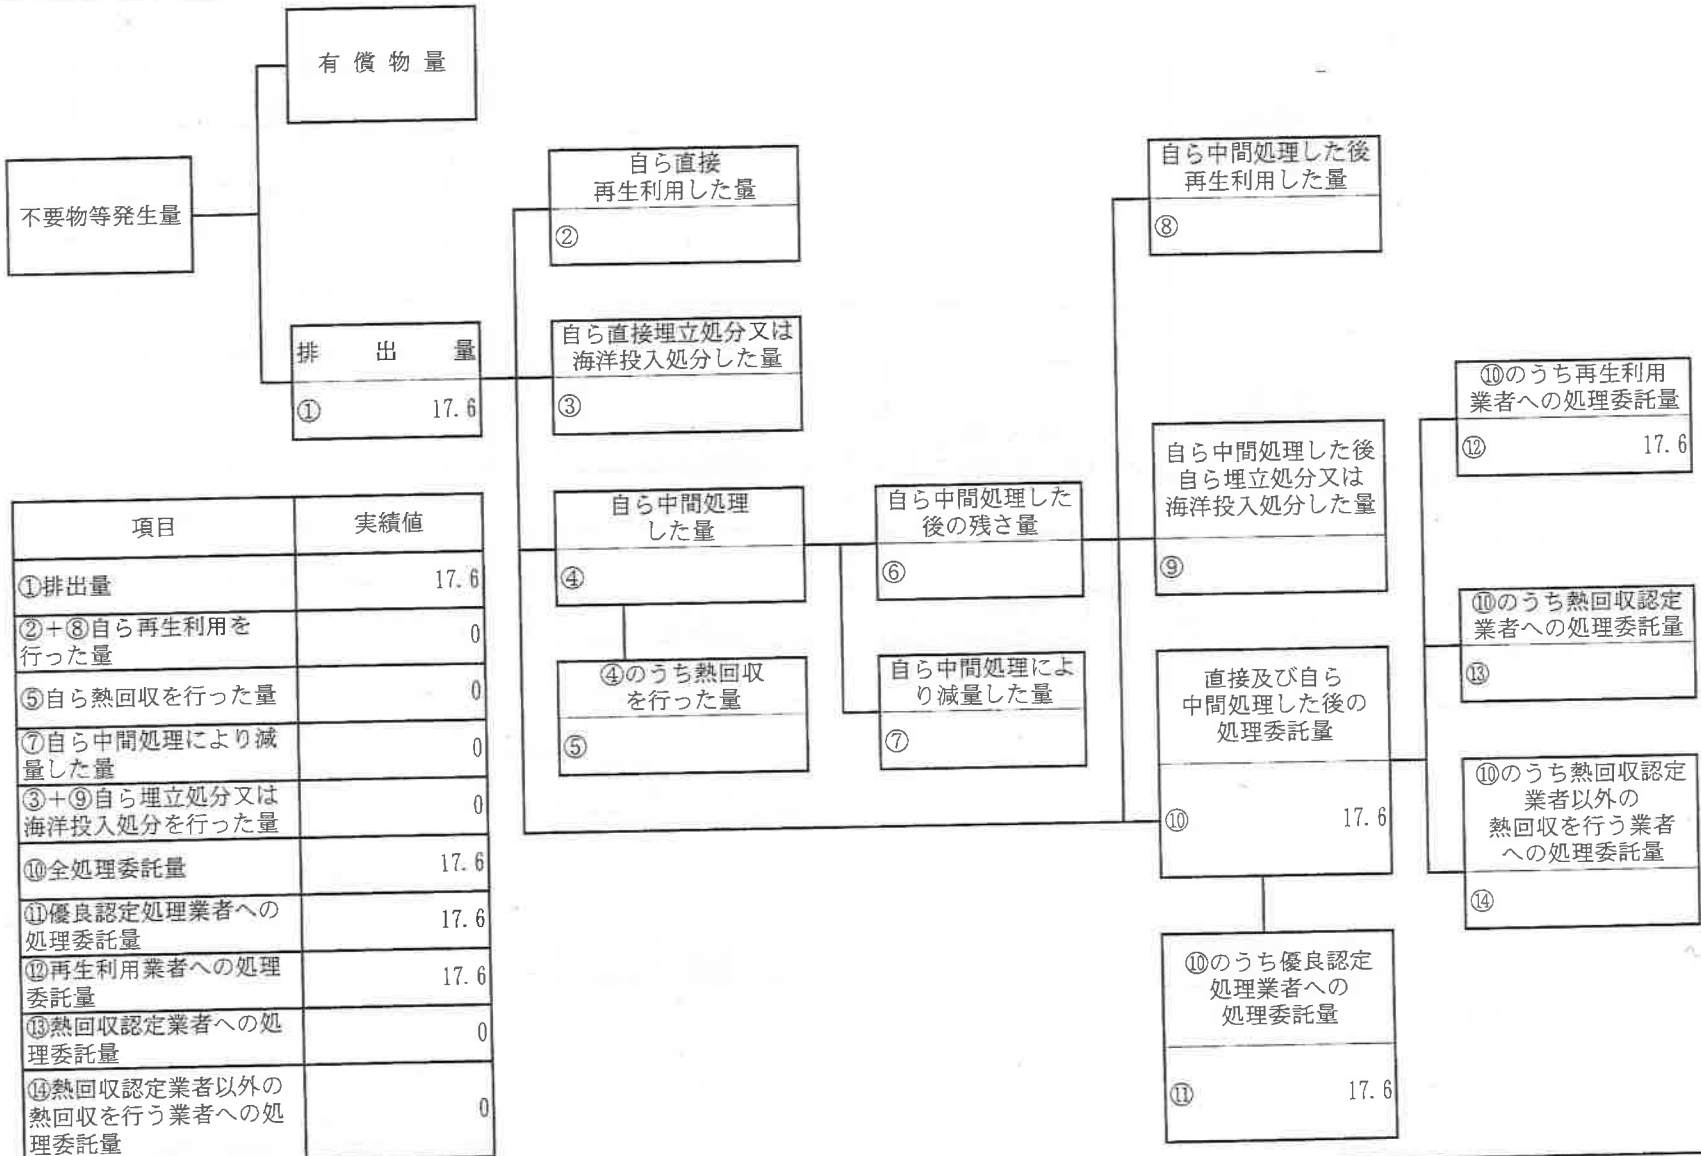 有償物量
不要物等発生量
排出量
① 17.6
自ら直接
再生利用した量
②
自ら直接埋立処分又は
海洋投入処分した量
③
自ら中間処理
した量
④
④のうち熱回収
を行った量
⑤
自ら中間処理した
後の残さ量
⑥
自ら中間処理によ
り減量した量
⑦
自ら中間処理した後
再生利用した量
⑧
自ら中間処理した後
自ら埋立処分又は
海洋投入処分した量
⑨
直接及び自ら
中間処理した後の
処理委託量
⑩ 17.6
⑩のうち優良認定
処理業者への
処理委託量
⑪ 17.6
⑩のうち再生利用
業者への処理委託量
⑫ 17.6
⑩のうち熱回収認定
業者への処理委託量
⑬
⑩のうち熱回収認定
業者以外の
熱回収を行う業者
への処理委託量
⑭
項目 実績値
①排出量 17.6
②+⑧自ら再生利用を
行った量 0
⑤自ら熱回収を行った量 0
⑦自ら中間処理により減
量した量 0
③+⑨自ら埋立処分又は
海洋投入処分を行った量 0
⑩全処理委託量 17.6
⑪優良認定処理業者への
処理委託量 17.6
⑫再生利用業者への処理
委託量 17.6
⑬熱回収認定業者への処
理委託量 0
⑭熱回収認定業者以外の
熱回収を行う業者への処
理委託量 0